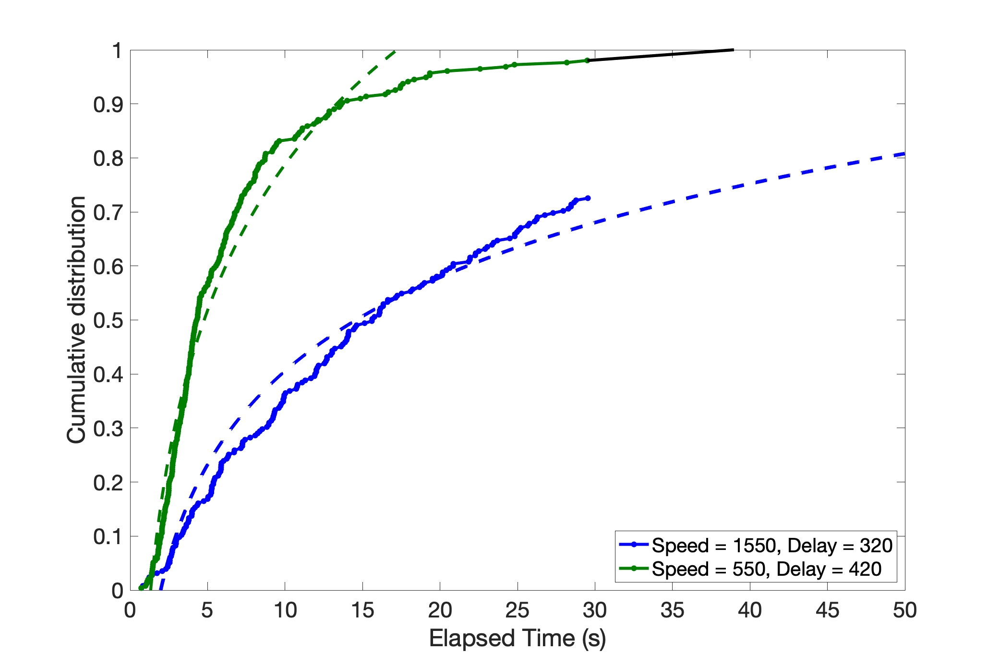 1
0.9
0.8
0.7
0.6
0.5
0.4
0.3
0.2
0.1
0
Cumulative distribution
Speed = 1550, Delay = 320
Speed = 550, Delay = 420
0 5 10 15 20 25 30 35 40 45 50
Elapsed Time (s)